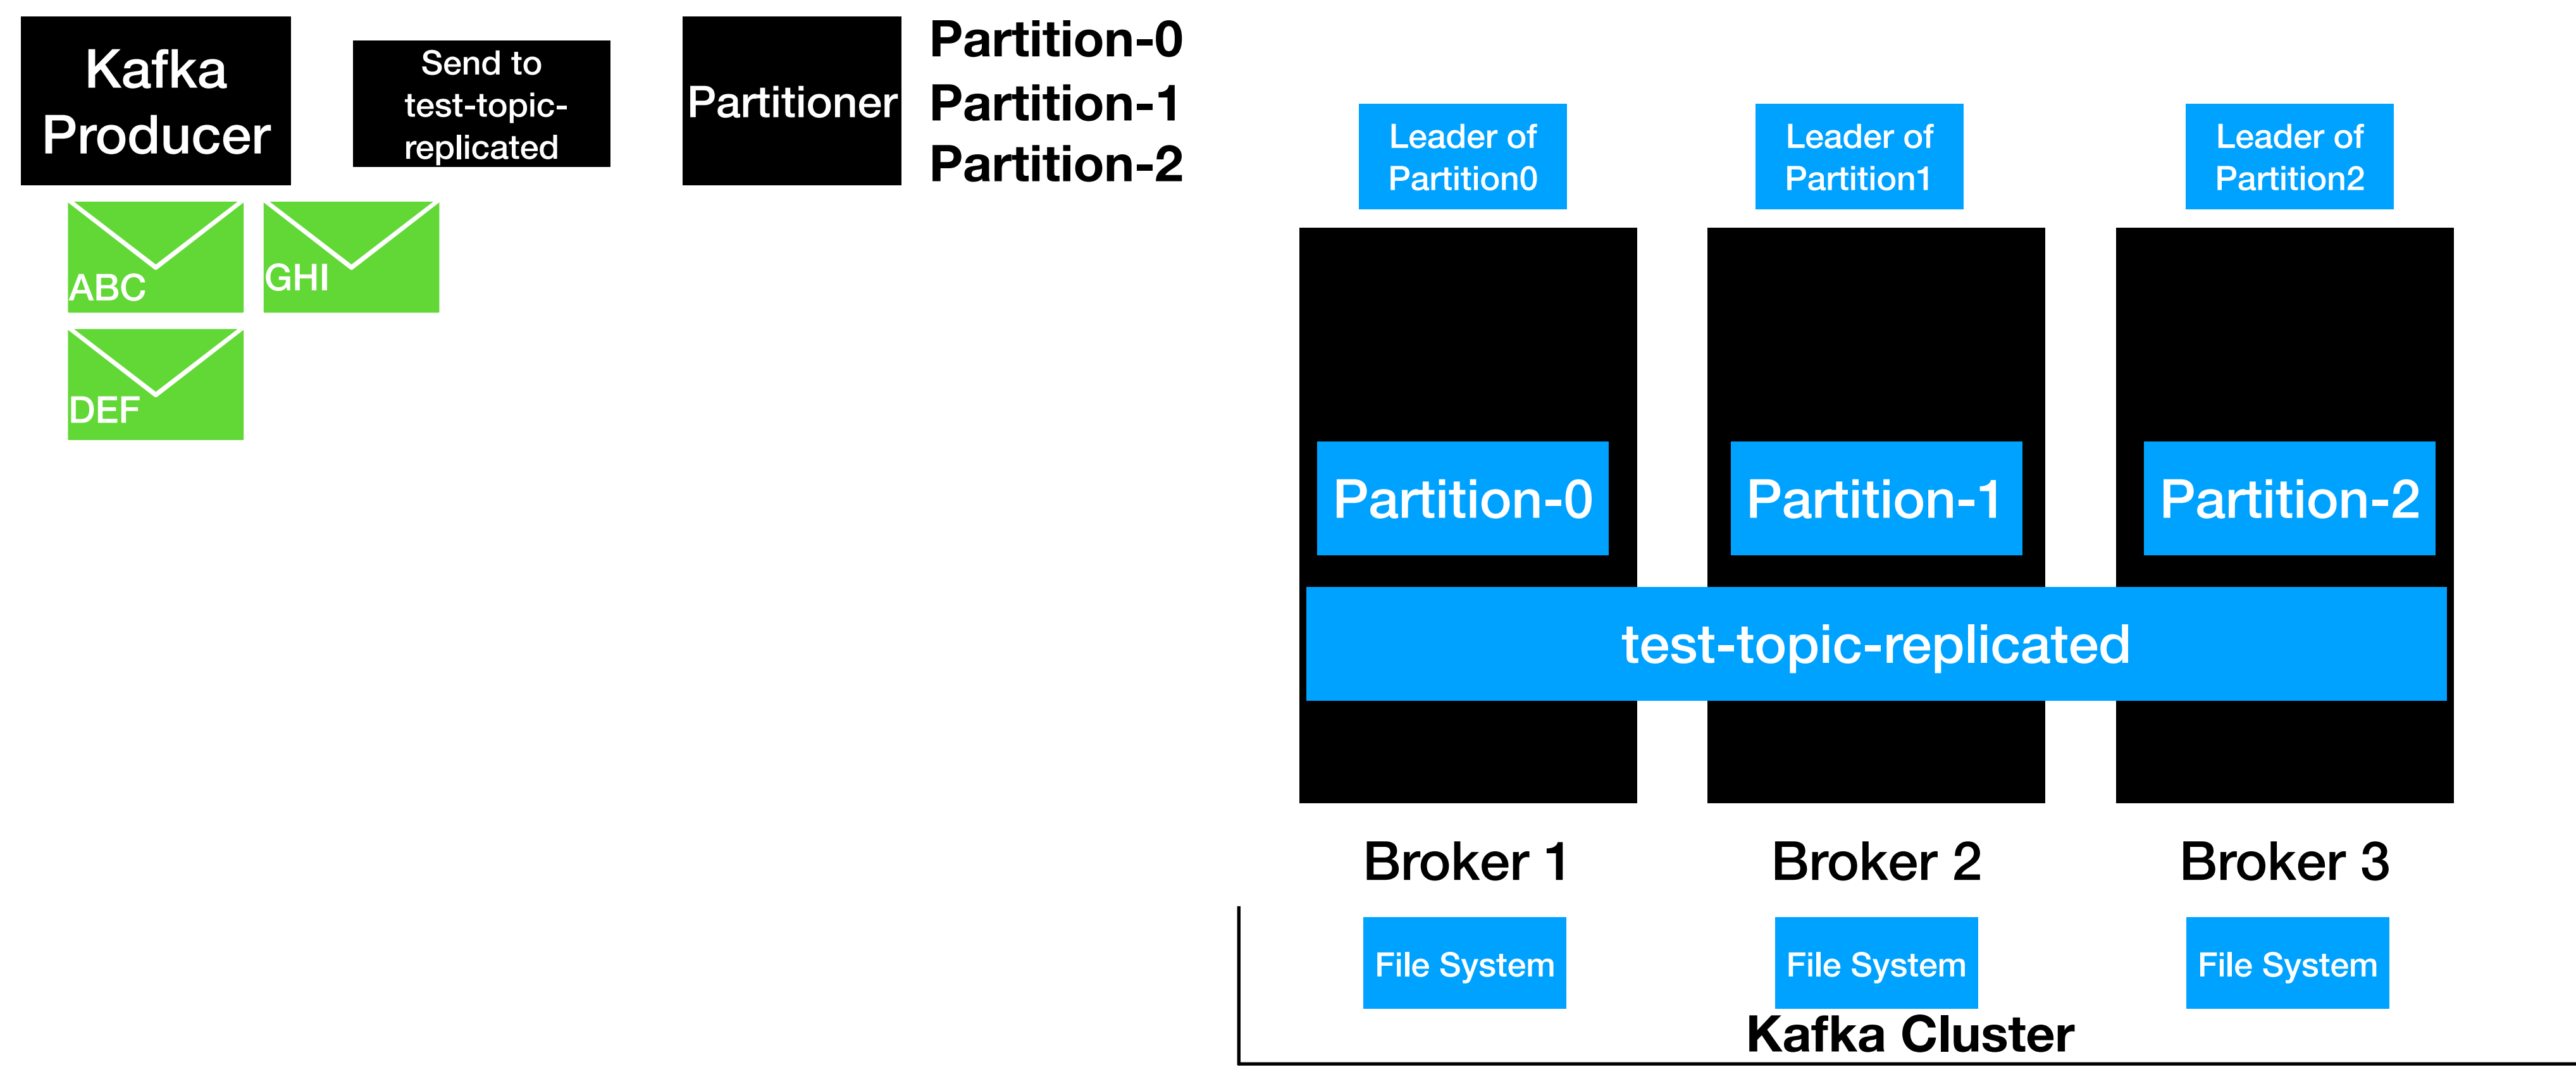 Kafka
Producer
Send to
test-topic-
replicated
Partitioner
Partition-0
Partition-1
Partition-2
ABC
GHI
DEF
Leader of
Partition0
Leader of
Partition1
Leader of
Partition2
Partition-0
Partition-1
Partition-2
test-topic-replicated
Broker 1
Broker 2
Broker 3
File System
File System
File System
Kafka Cluster